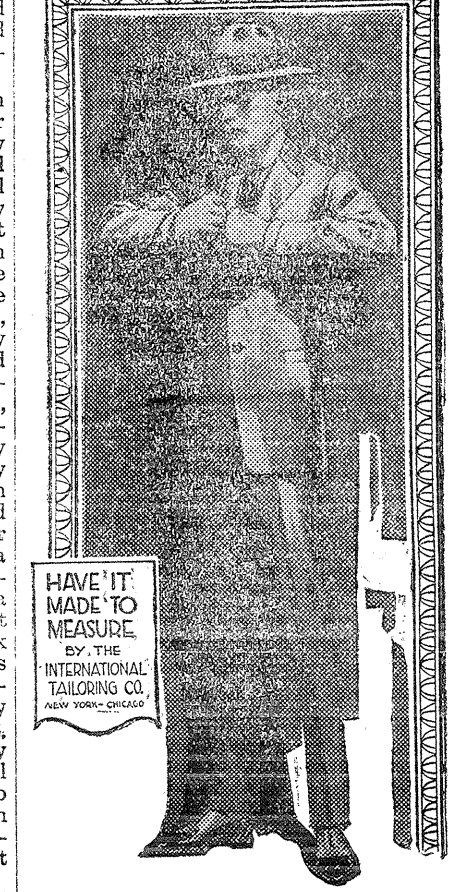 HAVE IT
MADE TO
MEASURE
BY THE
INTERNATIONAL
TAILORING CO.
NEW YORK - CHICAGO